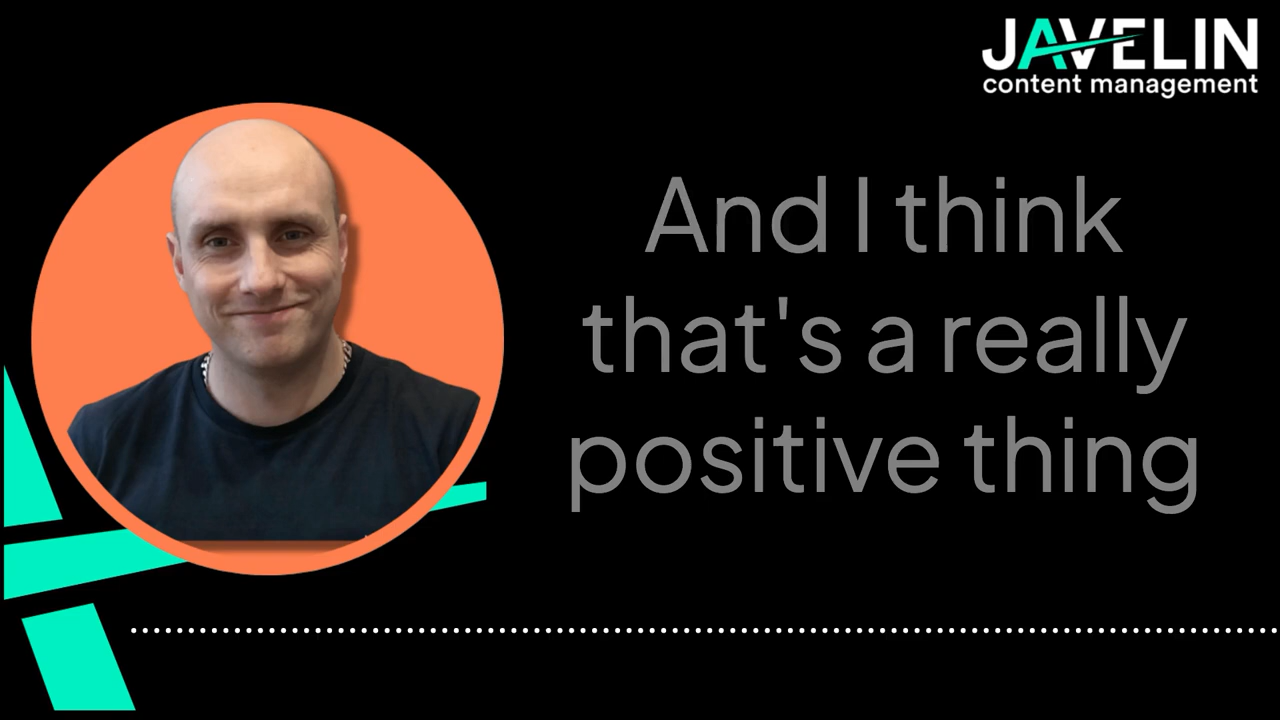 JAVELIN
content management
And I think
that's a really
positive thing